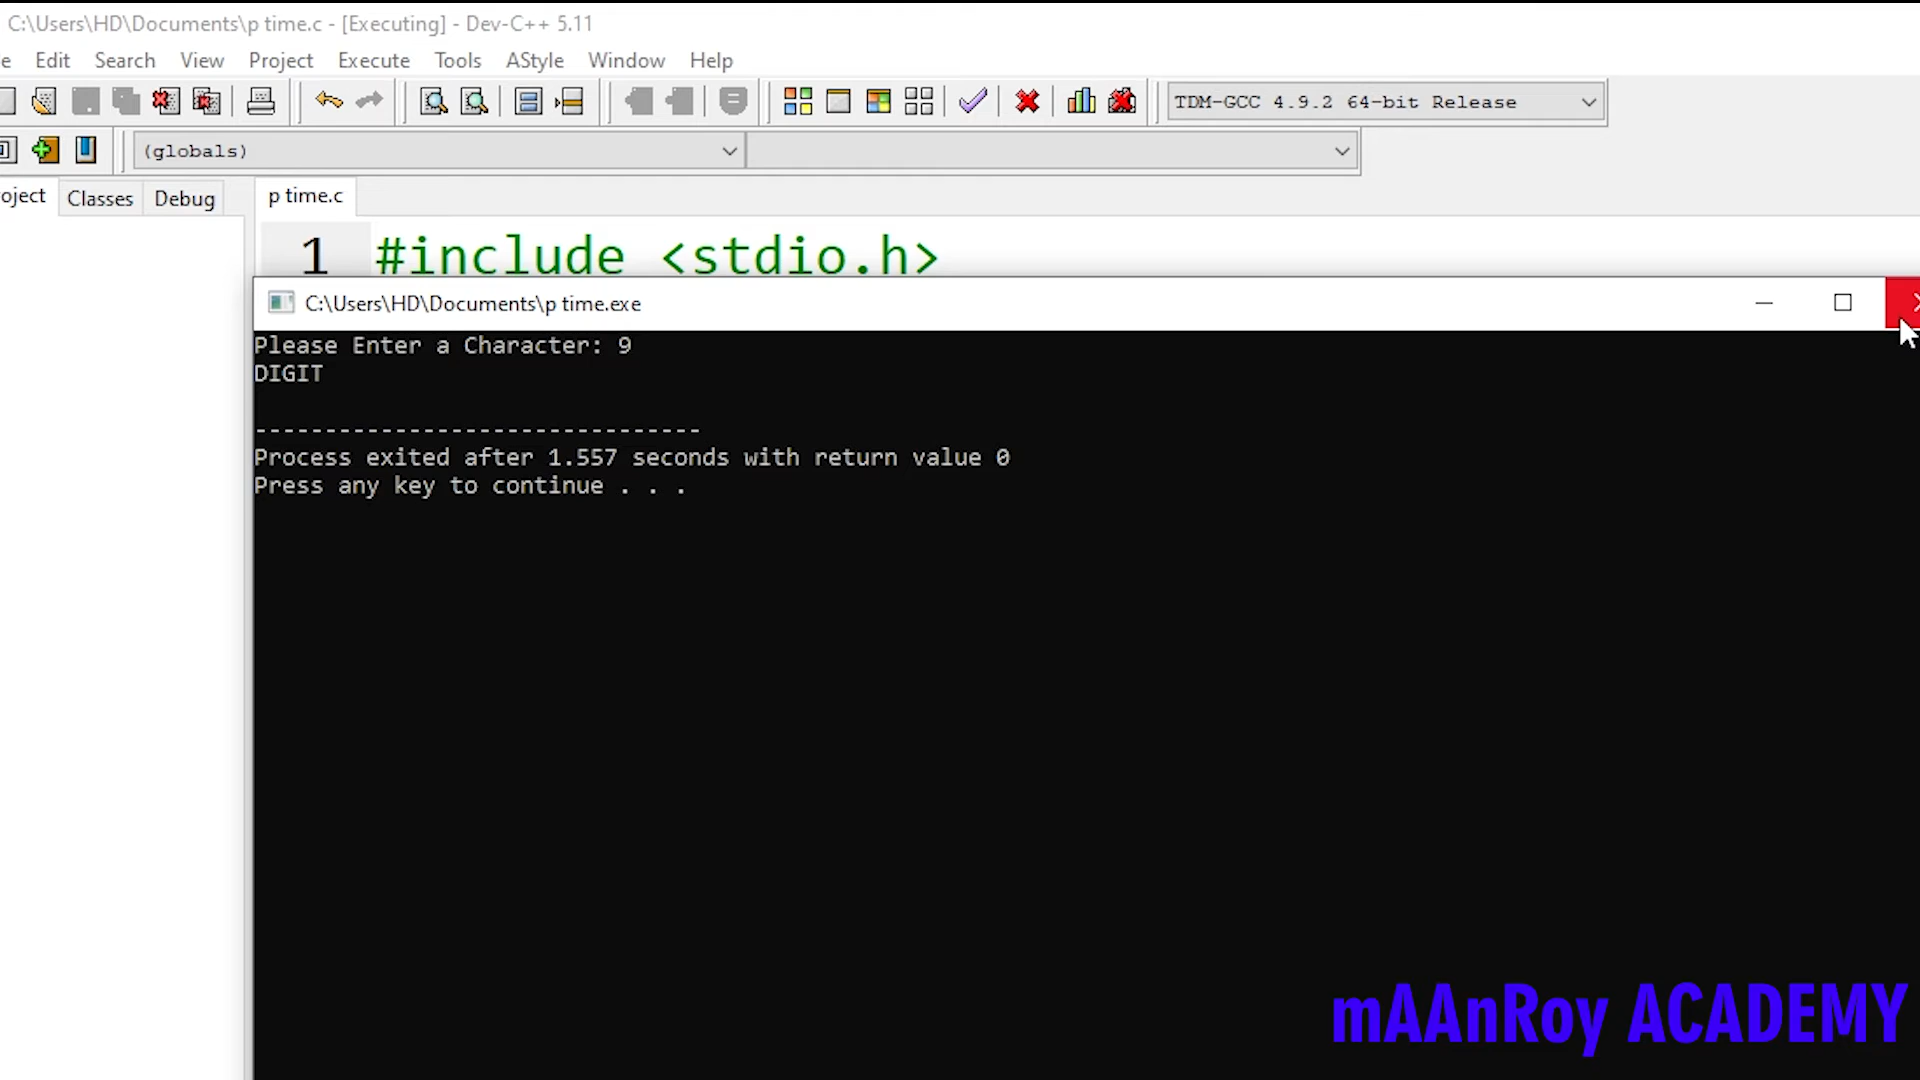 C:\Users\HD\Documents\p time.c - [Executing] - Dev-C++ 5.11
e Edit Search View Project Execute Tools AStyle Window Help
TDM-GCC 4.9.2 64-bit Release
(globals)
oject Classes Debug p time.c
1 #include <stdio.h>
C:\Users\HD\Documents\p time.exe
Please Enter a Character: 9
DIGIT
--------------------------------
Process exited after 1.557 seconds with return value 0
Press any key to continue . . .
mAAnRoy ACADEMY